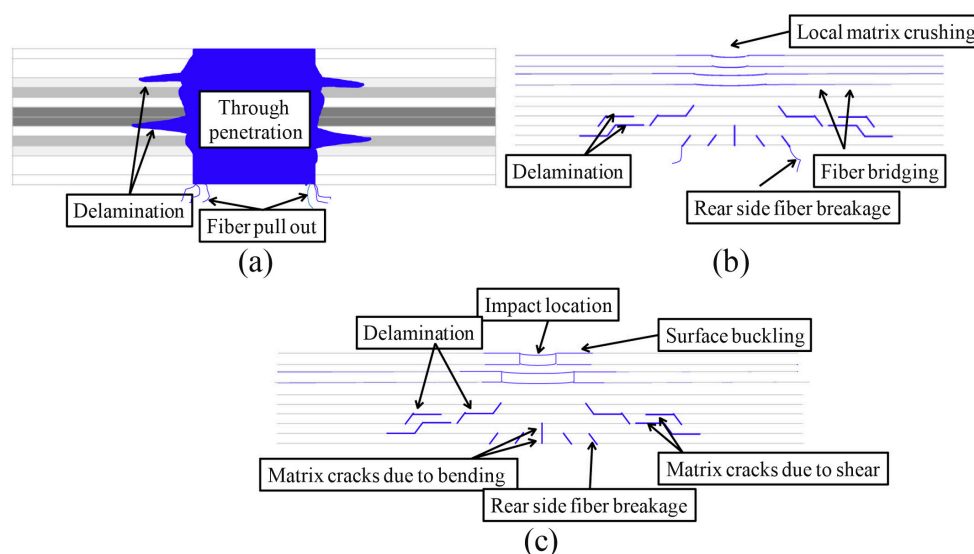 Through
penetration
Delamination
Fiber pull out
(a)
Local matrix crushing
Delamination
Fiber bridging
Rear side fiber breakage
(b)
Impact location
Delamination
Surface buckling
Matrix cracks due to bending
Matrix cracks due to shear
Rear side fiber breakage
(c)